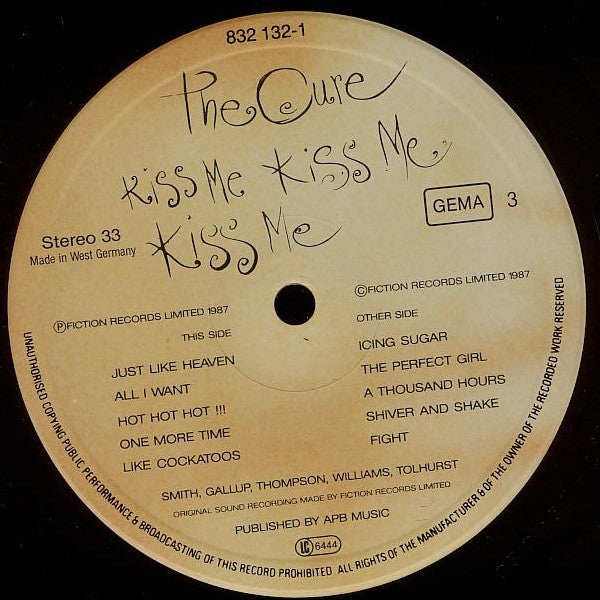 832 132-1
The Cure
Kiss Me Kiss Me
Kiss Me
GEMA 3
Stereo 33
Made in West Germany
ⓅFICTION RECORDS LIMITED 1987
THIS SIDE
JUST LIKE HEAVEN
ALL I WANT
HOT HOT HOT !!!
ONE MORE TIME
LIKE COCKATOOS
©FICTION RECORDS LIMITED 1987
OTHER SIDE
ICING SUGAR
THE PERFECT GIRL
A THOUSAND HOURS
SHIVER AND SHAKE
FIGHT
SMITH, GALLUP, THOMPSON, WILLIAMS, TOLHURST
ORIGINAL SOUND RECORDING MADE BY FICTION RECORDS LIMITED
PUBLISHED BY APB MUSIC
LC 6444
UNAUTHORISED COPYING PUBLIC PERFORMANCE & BROADCASTING OF THIS RECORD PROHIBITED ALL RIGHTS OF THE MANUFACTURER & OF THE OWNER OF THE RECORDED WORK RESERVED